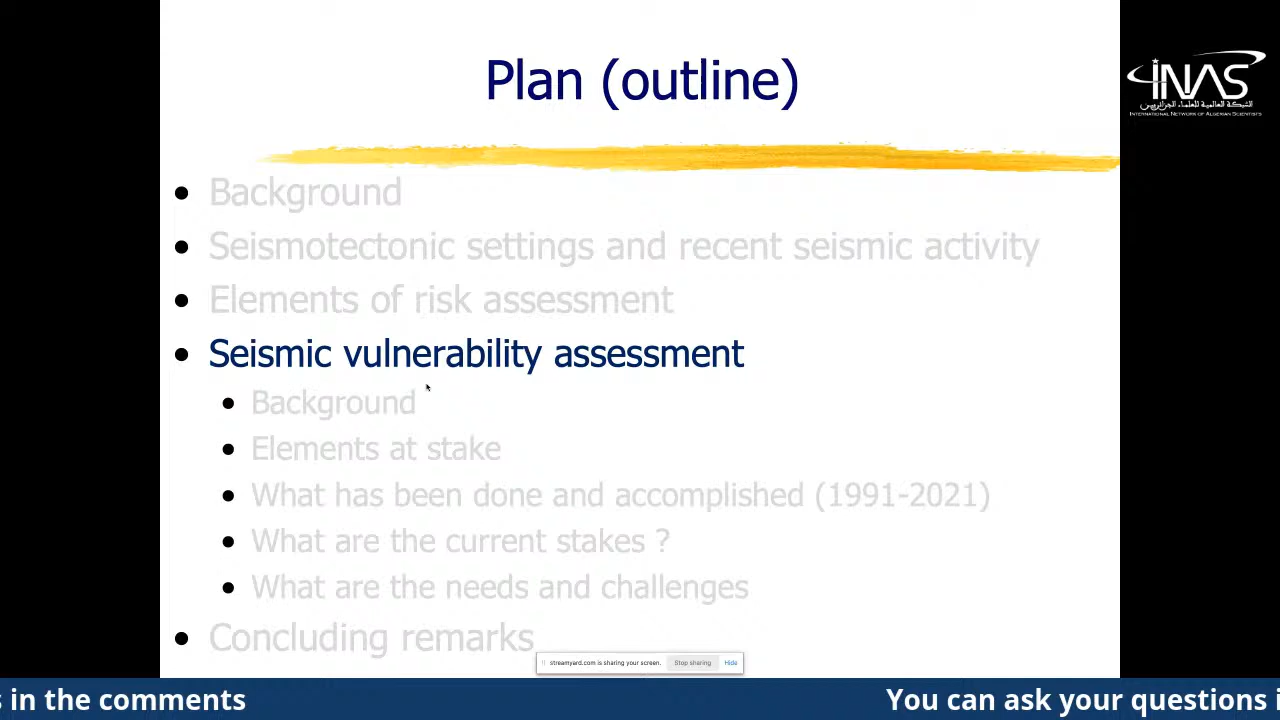 Plan (outline)
INAS
الشبكة العالمية للعلماء الجزائريين
INTERNATIONAL NETWORK OF ALGERIAN SCIENTISTS
Background
Seismotectonic settings and recent seismic activity
Elements of risk assessment
Seismic vulnerability assessment
Background
Elements at stake
What has been done and accomplished (1991-2021)
What are the current stakes ?
What are the needs and challenges
Concluding remarks
streamyard.com is sharing your screen. Stop sharing Hide
s in the comments You can ask your questions i